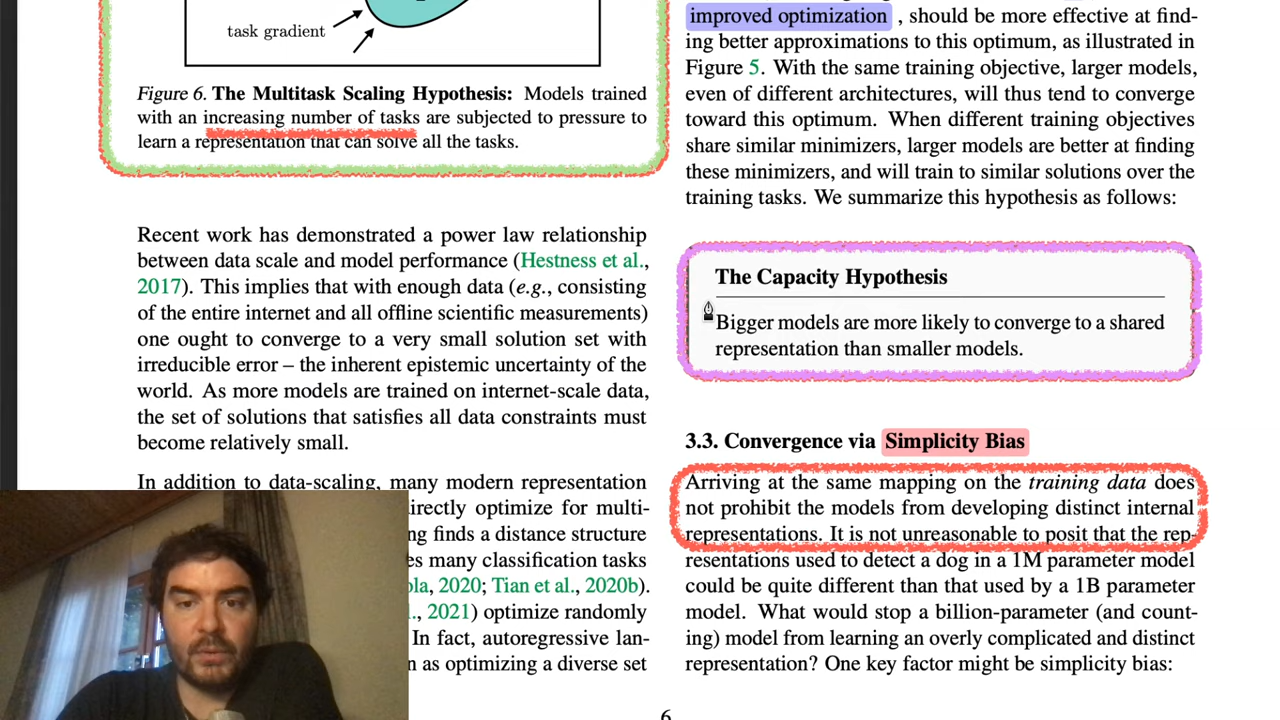 task gradient
Figure 6. The Multitask Scaling Hypothesis: Models trained
with an increasing number of tasks are subjected to pressure to
learn a representation that can solve all the tasks.
Recent work has demonstrated a power law relationship
between data scale and model performance (Hestness et al.,
2017). This implies that with enough data (e.g., consisting
of the entire internet and all offline scientific measurements)
one ought to converge to a very small solution set with
irreducible error – the inherent epistemic uncertainty of the
world. As more models are trained on internet-scale data,
the set of solutions that satisfies all data constraints must
become relatively small.
In addition to data-scaling, many modern representation
directly optimize for multi-
ng finds a distance structure
es many classification tasks
ola, 2020; Tian et al., 2020b).
., 2021) optimize randomly
In fact, autoregressive lan-
n as optimizing a diverse set
improved optimization , should be more effective at find-
ing better approximations to this optimum, as illustrated in
Figure 5. With the same training objective, larger models,
even of different architectures, will thus tend to converge
toward this optimum. When different training objectives
share similar minimizers, larger models are better at finding
these minimizers, and will train to similar solutions over the
training tasks. We summarize this hypothesis as follows:
The Capacity Hypothesis
Bigger models are more likely to converge to a shared
representation than smaller models.
3.3. Convergence via Simplicity Bias
Arriving at the same mapping on the training data does
not prohibit the models from developing distinct internal
representations. It is not unreasonable to posit that the rep-
resentations used to detect a dog in a 1M parameter model
could be quite different than that used by a 1B parameter
model. What would stop a billion-parameter (and count-
ing) model from learning an overly complicated and distinct
representation? One key factor might be simplicity bias:
6